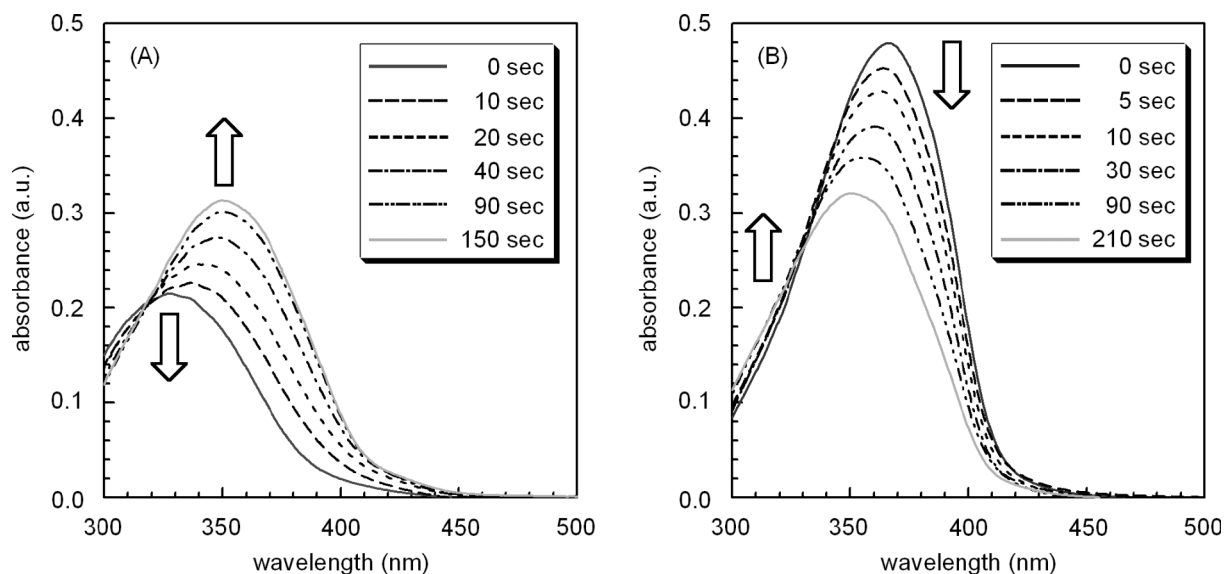 (A)
0 sec
10 sec
20 sec
40 sec
90 sec
150 sec
0.5
0.4
0.3
0.2
0.1
0.0
absorbance (a.u.)
300 350 400 450 500
wavelength (nm)
(B)
0 sec
5 sec
10 sec
30 sec
90 sec
210 sec
0.5
0.4
0.3
0.2
0.1
0.0
absorbance (a.u.)
300 350 400 450 500
wavelength (nm)